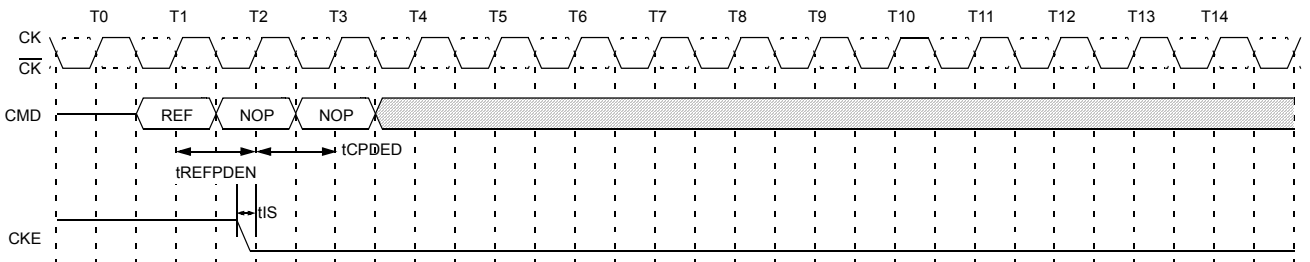 T0 T1 T2 T3 T4 T5 T6 T7 T8 T9 T10 T11 T12 T13 T14
CK
CK
CMD REF NOP NOP
tCPDED
tREFPDEN
tIS
CKE